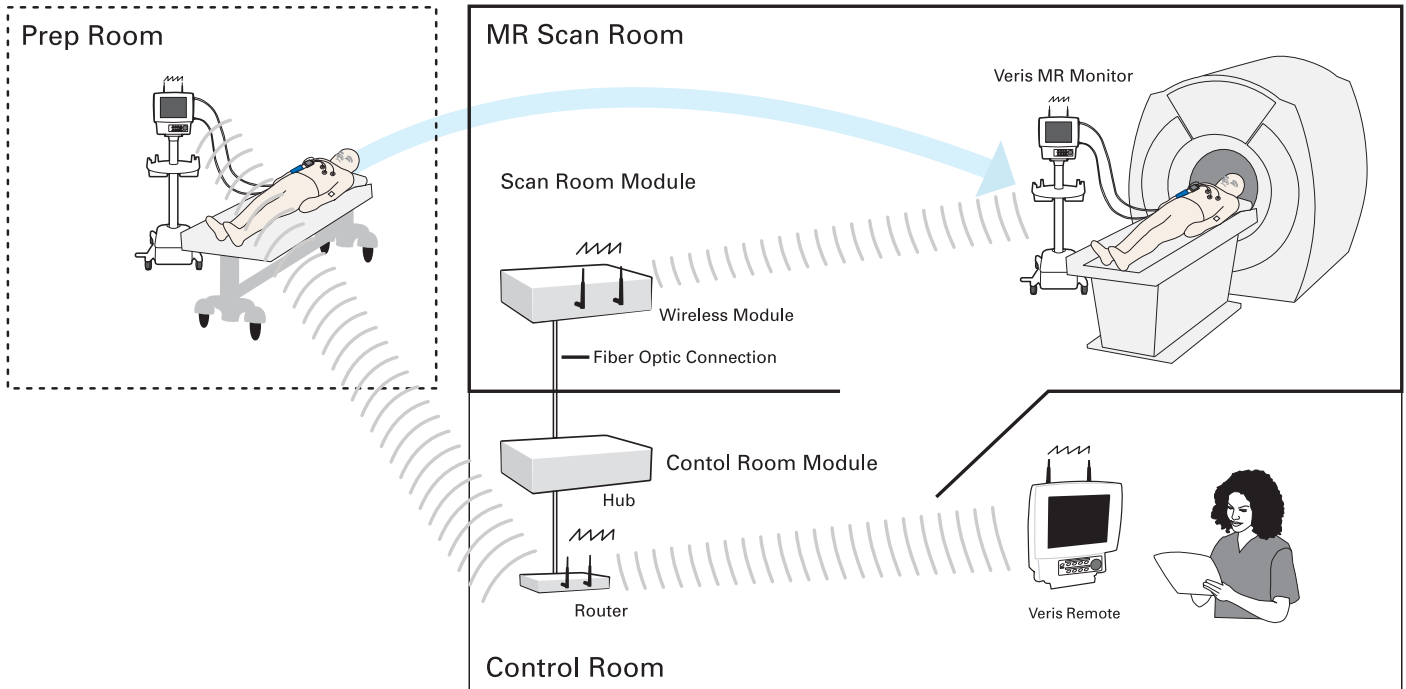 Prep Room
MR Scan Room
Veris MR Monitor
Scan Room Module
Wireless Module
Fiber Optic Connection
Contol Room Module
Hub
Router
Veris Remote
Control Room